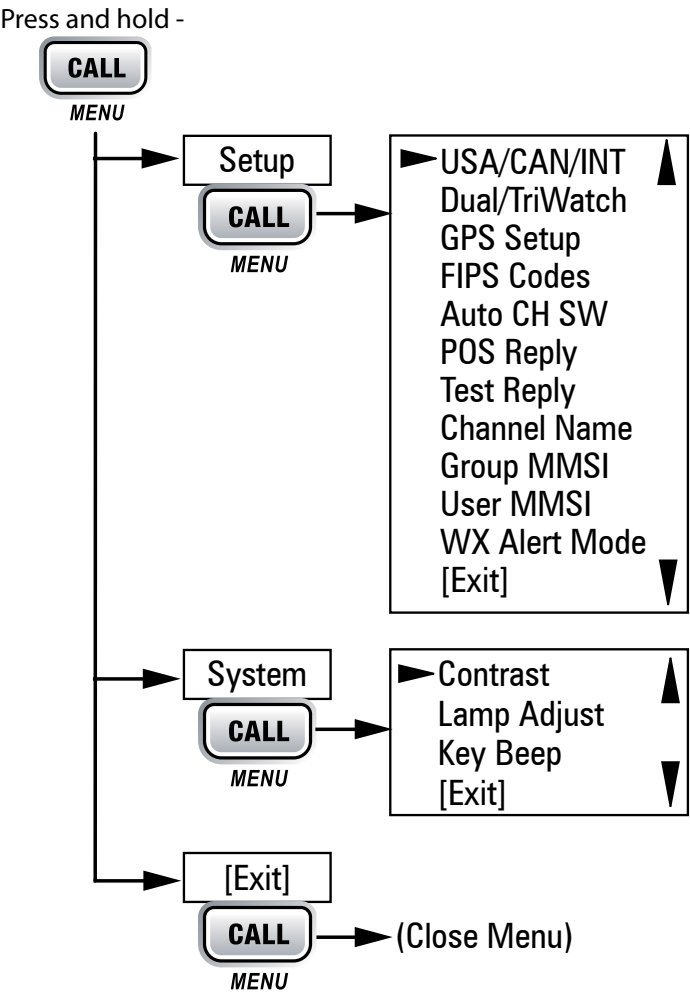 Press and hold -
CALL
MENU
Setup
CALL
MENU
USA/CAN/INT
Dual/TriWatch
GPS Setup
FIPS Codes
Auto CH SW
POS Reply
Test Reply
Channel Name
Group MMSI
User MMSI
WX Alert Mode
[Exit]
System
CALL
MENU
Contrast
Lamp Adjust
Key Beep
[Exit]
[Exit]
CALL
MENU
(Close Menu)